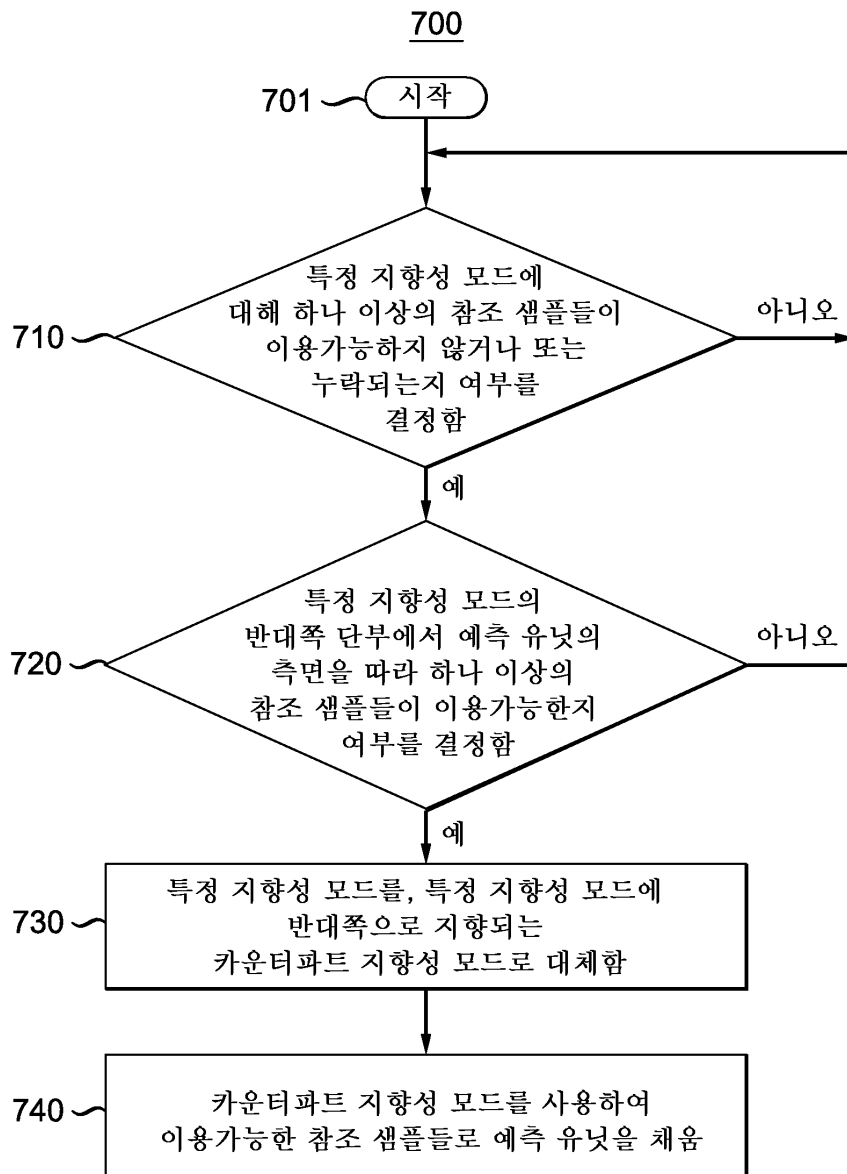 700
701
시작
특정 지향성 모드에
대해 하나 이상의 참조 샘플들이
이용가능하지 않거나 또는
누락되는지 여부를
결정함
710
아니오
예
특정 지향성 모드의
반대쪽 단부에서 예측 유닛의
측면을 따라 하나 이상의
참조 샘플들이 이용가능한지
여부를 결정함
720
아니오
예
730
특정 지향성 모드를, 특정 지향성 모드에
반대쪽으로 지향되는
카운터파트 지향성 모드로 대체함
740
카운터파트 지향성 모드를 사용하여
이용가능한 참조 샘플들로 예측 유닛을 채움